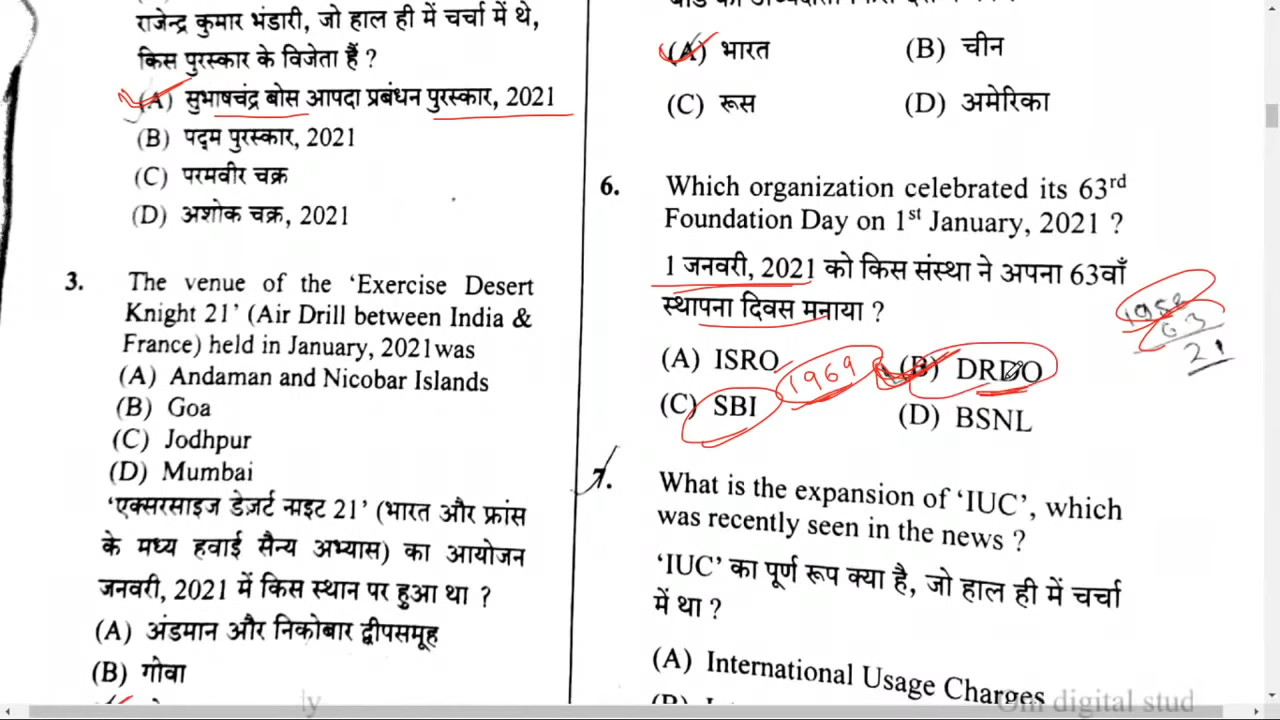 राजेन्द्र कुमार भंडारी, जो हाल ही में चर्चा में थे,
किस पुरस्कार के विजेता हैं ?
(A) सुभाषचंद्र बोस आपदा प्रबंधन पुरस्कार, 2021
(B) पद्म पुरस्कार, 2021
(C) परमवीर चक्र
(D) अशोक चक्र, 2021
3. The venue of the ‘Exercise Desert
Knight 21’ (Air Drill between India &
France) held in January, 2021was
(A) Andaman and Nicobar Islands
(B) Goa
(C) Jodhpur
(D) Mumbai
‘एक्सरसाइज डेज़र्ट नाइट 21’ (भारत और फ्रांस
के मध्य हवाई सैन्य अभ्यास) का आयोजन
जनवरी, 2021 में किस स्थान पर हुआ था ?
(A) अंडमान और निकोबार द्वीपसमूह
(B) गोवा
(A) भारत (B) चीन
(C) रूस (D) अमेरिका
6. Which organization celebrated its 63rd
Foundation Day on 1st January, 2021 ?
1 जनवरी, 2021 को किस संस्था ने अपना 63वाँ
स्थापना दिवस मनाया ?
(A) ISRO (B) DRDO
(C) SBI (D) BSNL
1969
1958
63
21
7. What is the expansion of ‘IUC’, which
was recently seen in the news ?
‘IUC’ का पूर्ण रूप क्या है, जो हाल ही में चर्चा
में था ?
(A) International Usage Charges
Om digital stud